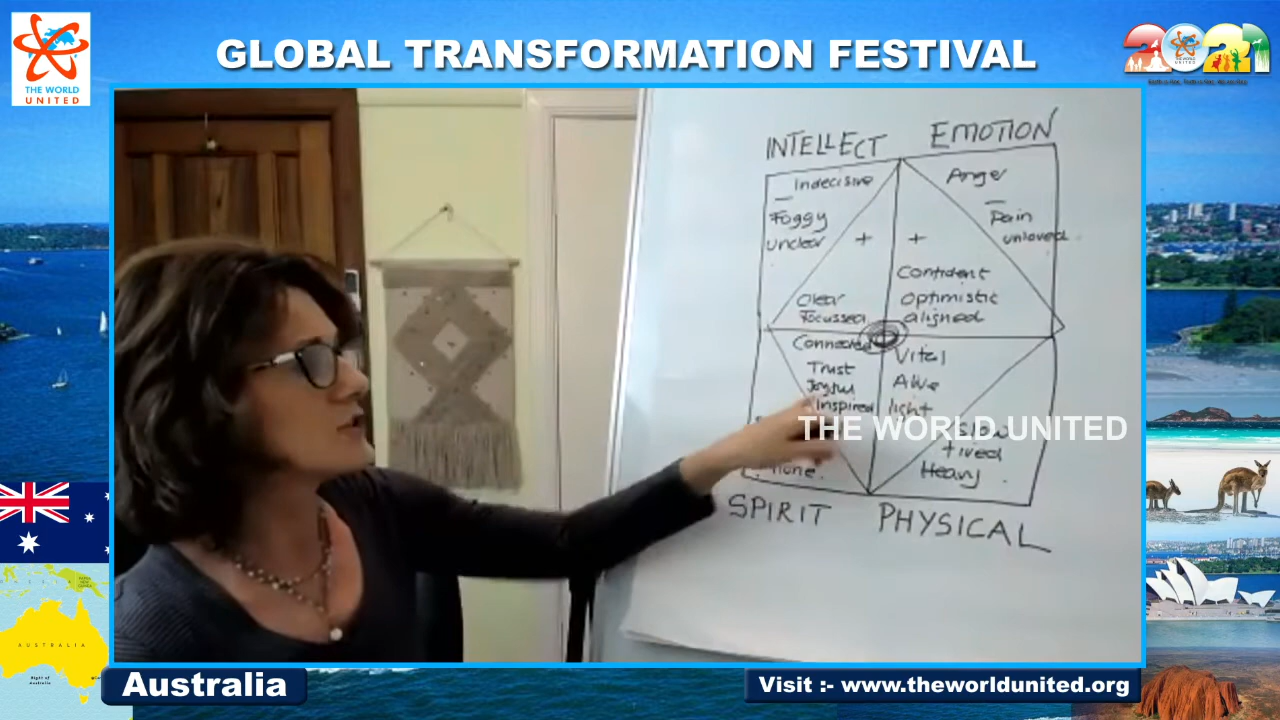 GLOBAL TRANSFORMATION FESTIVAL
THE WORLD
UNITED
2021
INTELLECT EMOTION
Indecisive
Foggy
unclear
+
Clear
Focussed
Anger
Pain
unloved
+
Confident
optimistic
aligned
Connected
Trust
Joyful
inspired
Vital
Alive
light
tired
Heavy
SPIRIT PHYSICAL
THE WORLD UNITED
AUSTRALIA
Australia
Visit :- www.theworldunited.org